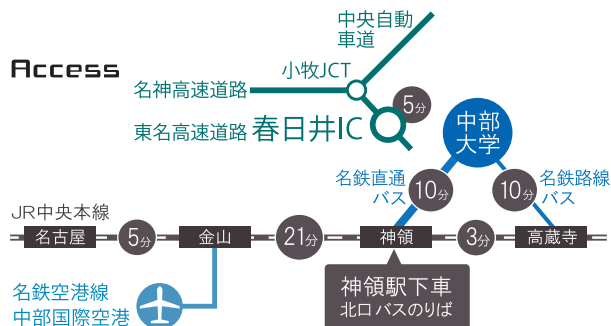 Access
中央自動
車道
小牧JCT
名神高速道路
東名高速道路 春日井IC
5分
中部
大学
名鉄直通
バス
10分
10分
名鉄路線
バス
JR中央本線
名古屋
5分
金山
21分
神領
3分
高蔵寺
神領駅下車
北口 バスのりば
名鉄空港線
中部国際空港